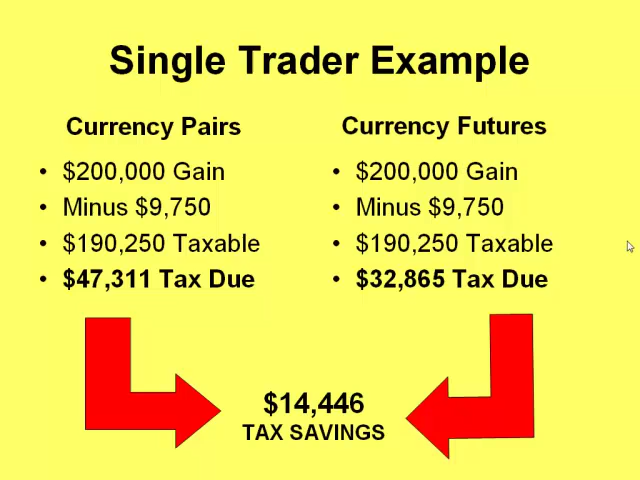 Single Trader Example
Currency Pairs
• $200,000 Gain
• Minus $9,750
• $190,250 Taxable
• $47,311 Tax Due
Currency Futures
• $200,000 Gain
• Minus $9,750
• $190,250 Taxable
• $32,865 Tax Due
$14,446
TAX SAVINGS